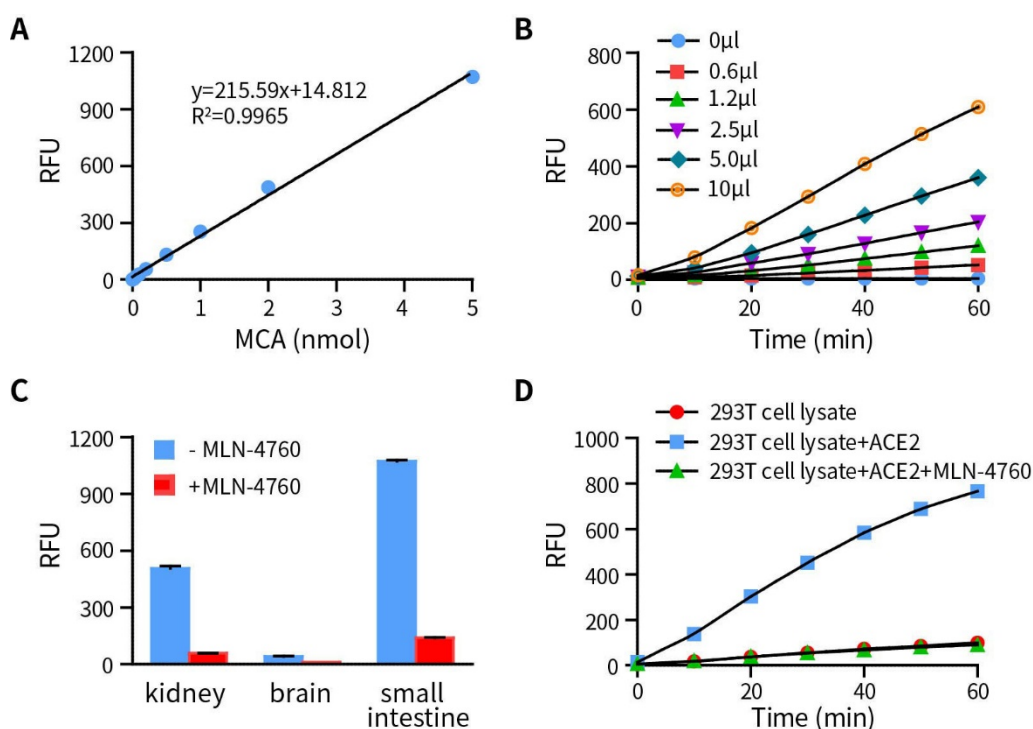 A
1200
900
600
300
0
RFU
y=215.59x+14.812
R²=0.9965
0
1
2
3
4
5
MCA (nmol)
B
800
600
400
200
0
RFU
0µl
0.6µl
1.2µl
2.5µl
5.0µl
10µl
0
20
40
60
Time (min)
C
1200
900
600
300
0
RFU
- MLN-4760
+MLN-4760
kidney
brain
small
intestine
D
293T cell lysate
293T cell lysate+ACE2
293T cell lysate+ACE2+MLN-4760
1000
800
600
400
200
0
RFU
0
20
40
60
Time (min)